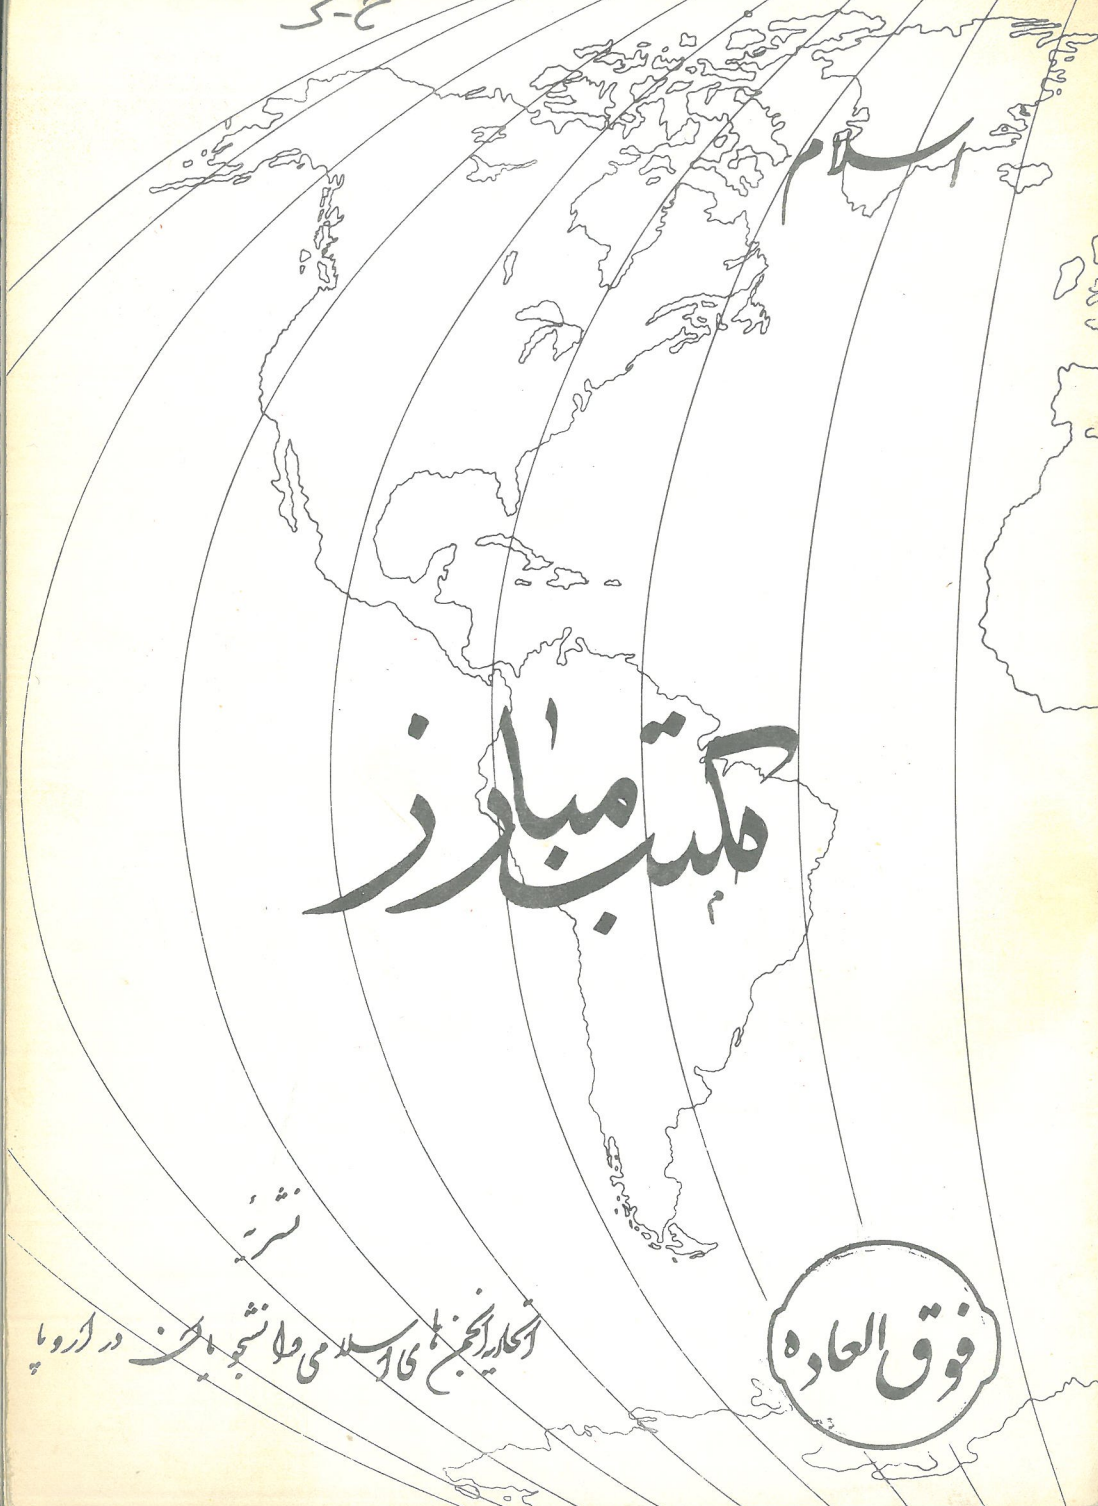 اسلام
مکتب مبارز
نشریهٔ
اتحادیه انجمن های اسلامی دانشجویان در اروپا
فوق العاده